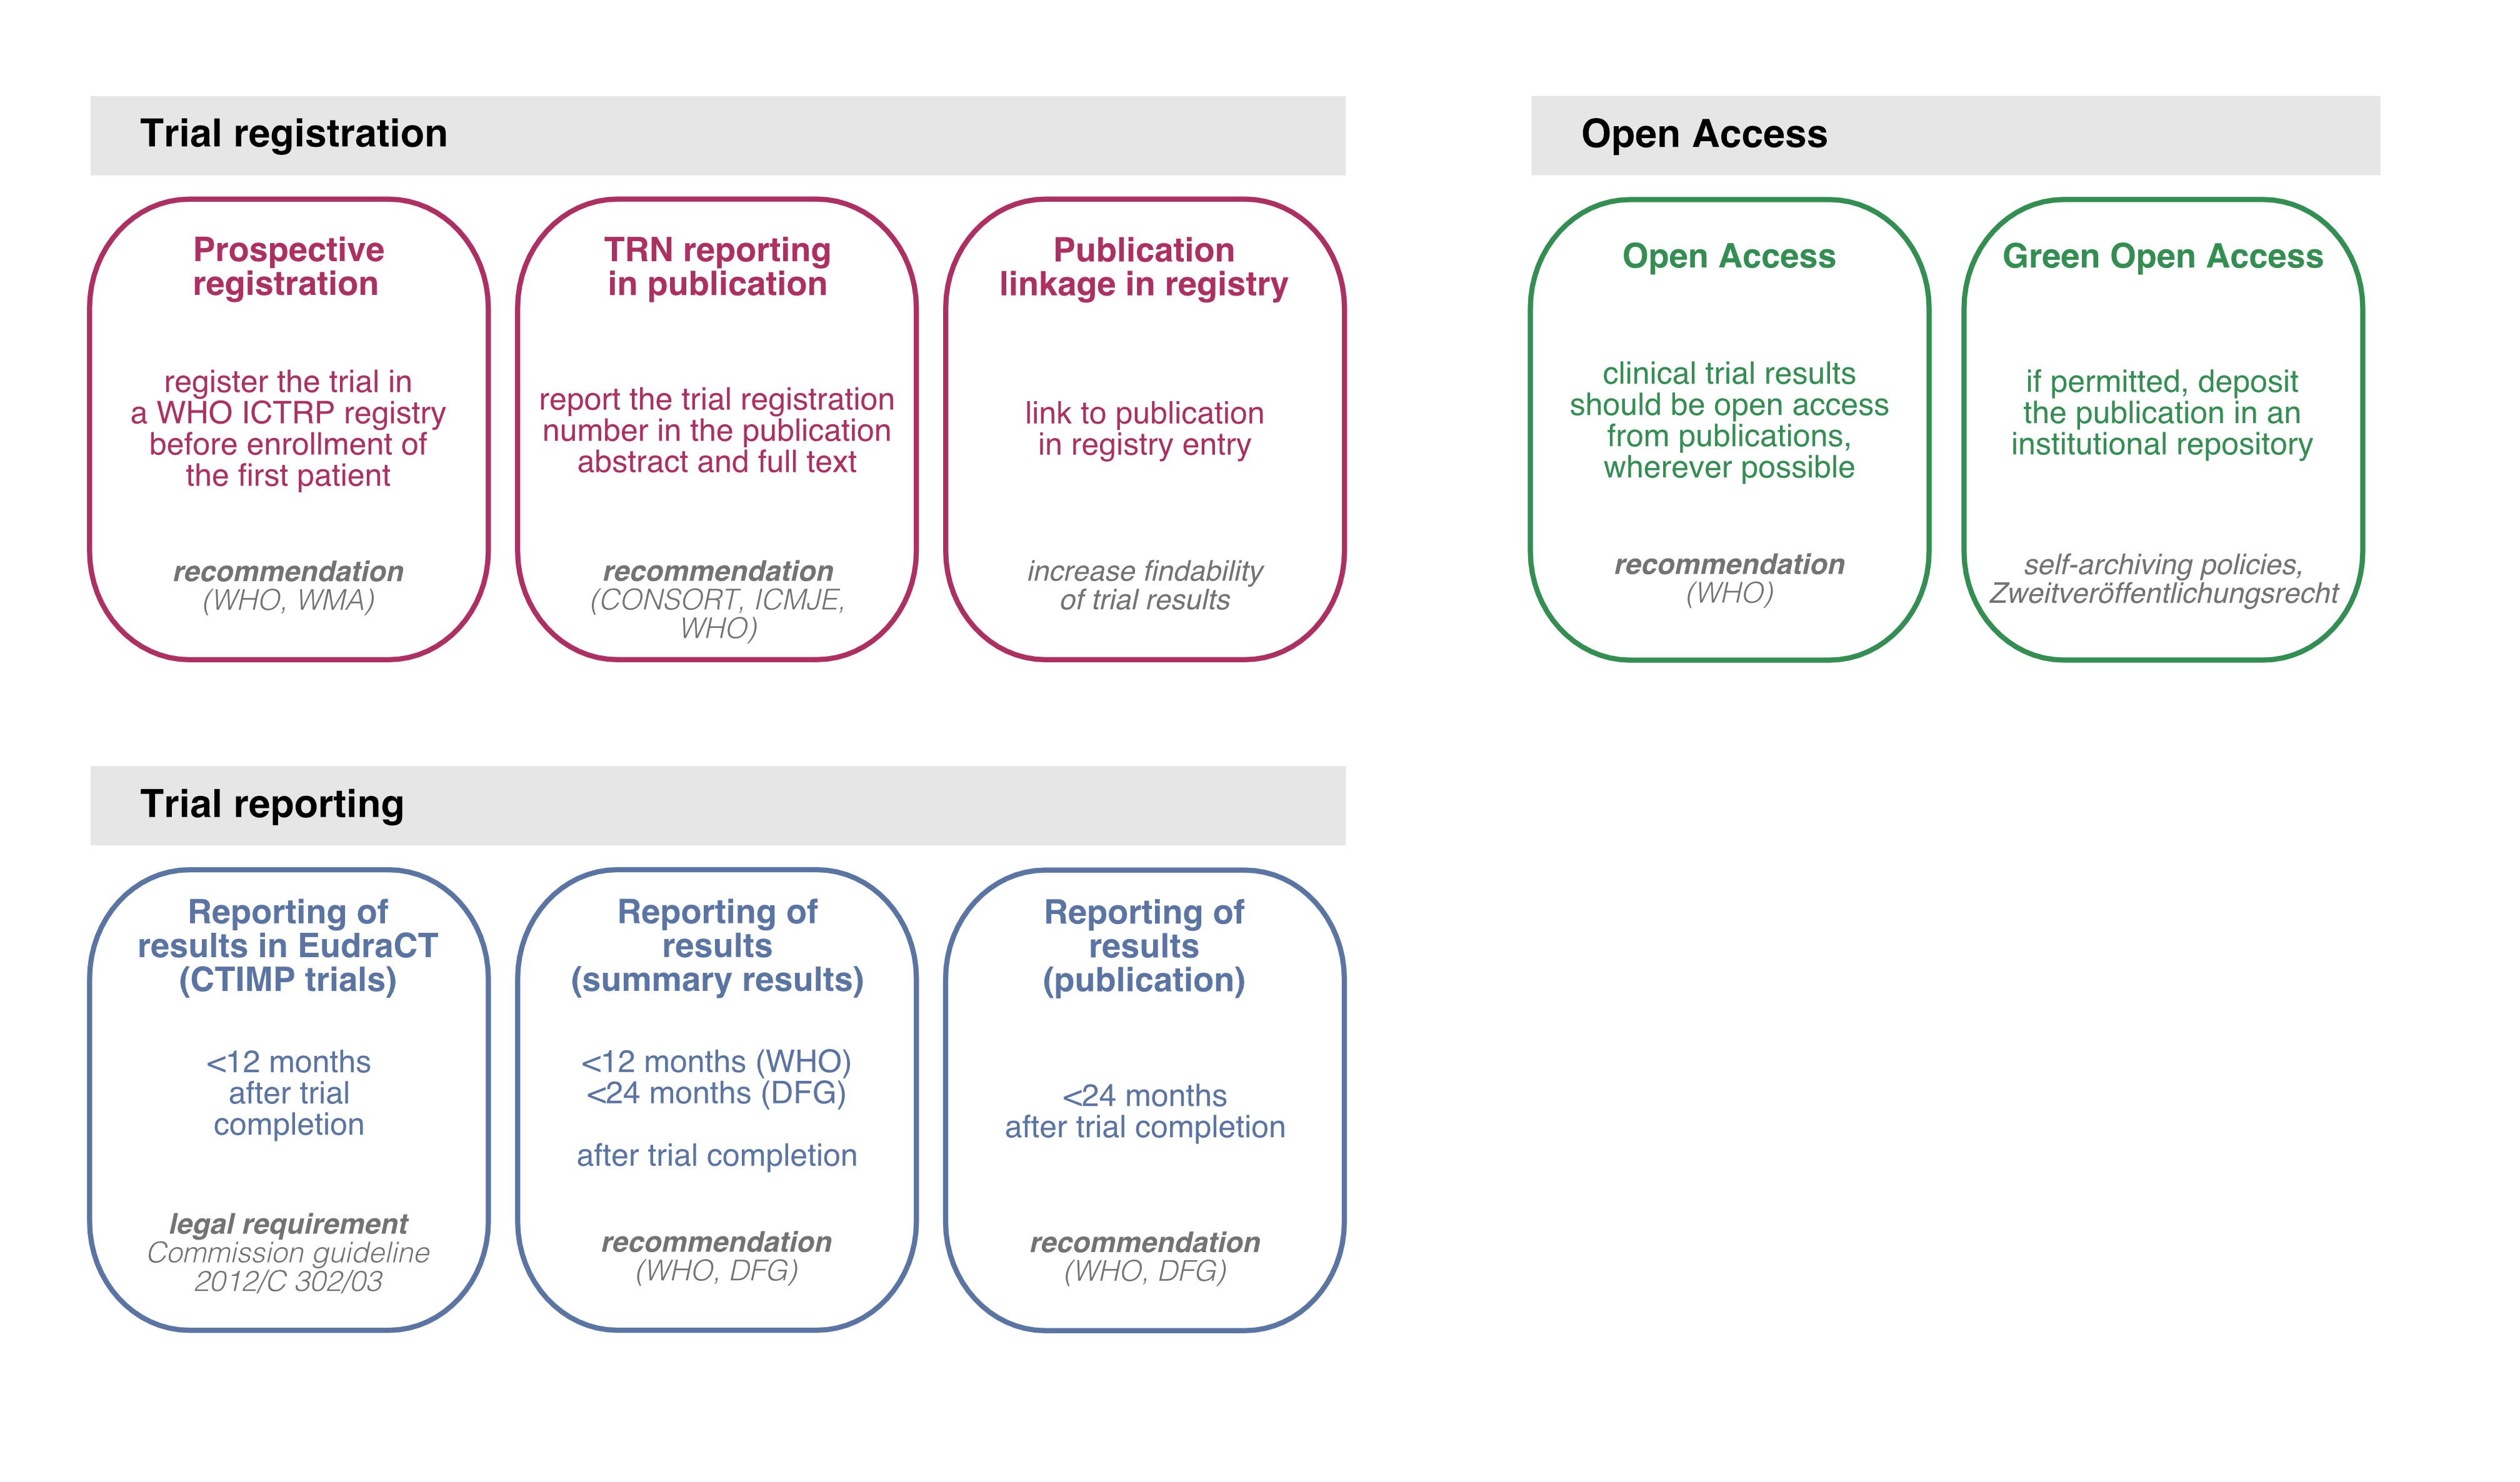 Trial registration
Prospective
registration
register the trial in
a WHO ICTRP registry
before enrollment of
the first patient
recommendation
(WHO, WMA)
TRN reporting
in publication
report the trial registration
number in the publication
abstract and full text
recommendation
(CONSORT, ICMJE,
WHO)
Publication
linkage in registry
link to publication
in registry entry
increase findability
of trial results
Open Access
Open Access
clinical trial results
should be open access
from publications,
wherever possible
recommendation
(WHO)
Green Open Access
if permitted, deposit
the publication in an
institutional repository
self-archiving policies,
Zweitveröffentlichungsrecht
Trial reporting
Reporting of
results in EudraCT
(CTIMP trials)
<12 months
after trial
completion
legal requirement
Commission guideline
2012/C 302/03
Reporting of
results
(summary results)
<12 months (WHO)
<24 months (DFG)
after trial completion
recommendation
(WHO, DFG)
Reporting of
results
(publication)
<24 months
after trial completion
recommendation
(WHO, DFG)